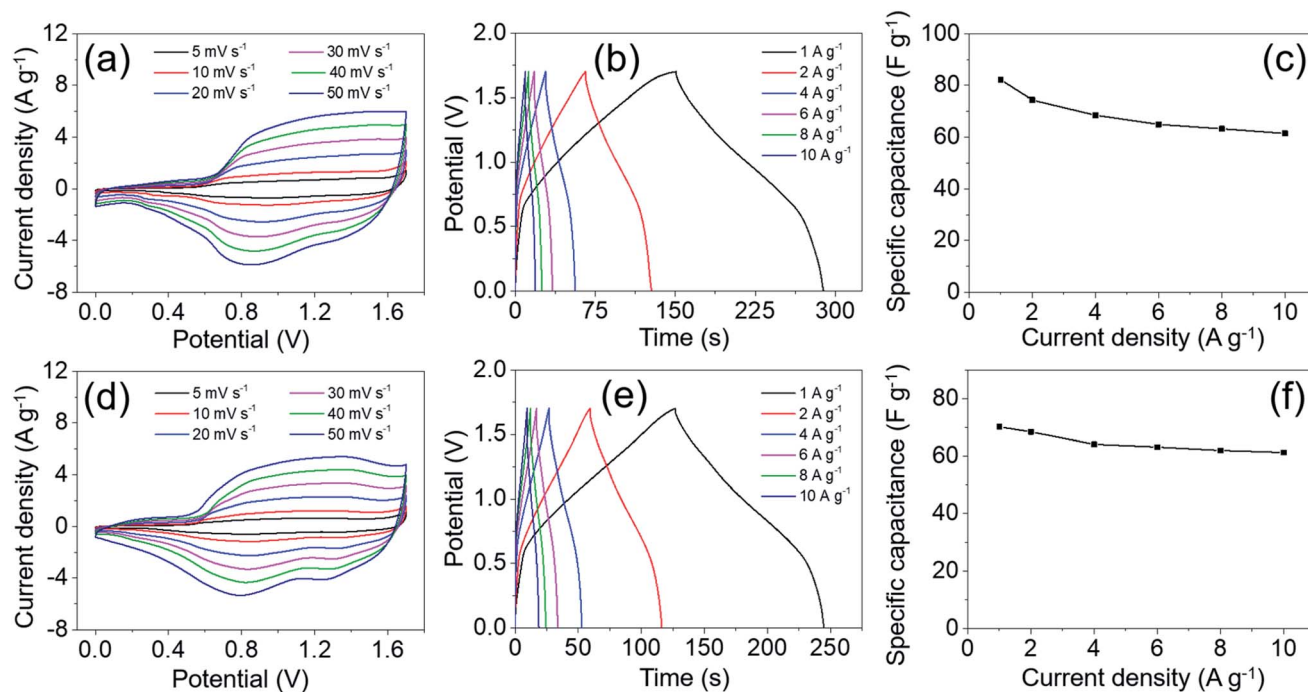 (a)
5 mV s⁻¹
30 mV s⁻¹
10 mV s⁻¹
40 mV s⁻¹
20 mV s⁻¹
50 mV s⁻¹
12
8
4
0
-4
-8
Current density (A g⁻¹)
0.0 0.4 0.8 1.2 1.6
Potential (V)
(b)
1 A g⁻¹
2 A g⁻¹
4 A g⁻¹
6 A g⁻¹
8 A g⁻¹
10 A g⁻¹
2.0
1.5
1.0
0.5
0.0
Potential (V)
0 75 150 225 300
Time (s)
(c)
100
80
60
40
20
0
Specific capacitance (F g⁻¹)
0 2 4 6 8 10
Current density (A g⁻¹)
(d)
5 mV s⁻¹
30 mV s⁻¹
10 mV s⁻¹
40 mV s⁻¹
20 mV s⁻¹
50 mV s⁻¹
12
8
4
0
-4
-8
Current density (A g⁻¹)
0.0 0.4 0.8 1.2 1.6
Potential (V)
(e)
1 A g⁻¹
2 A g⁻¹
4 A g⁻¹
6 A g⁻¹
8 A g⁻¹
10 A g⁻¹
2.0
1.5
1.0
0.5
0.0
Potential (V)
0 50 100 150 200 250
Time (s)
(f)
80
60
40
20
0
Specific capacitance (F g⁻¹)
0 2 4 6 8 10
Current density (A g⁻¹)